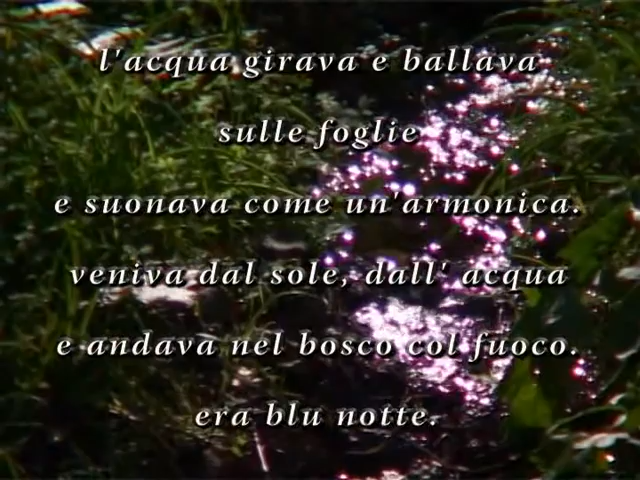 l'acqua girava e ballava
sulle foglie
e suonava come un'armonica.
veniva dal sole, dall' acqua
e andava nel bosco col fuoco.
era blu notte.